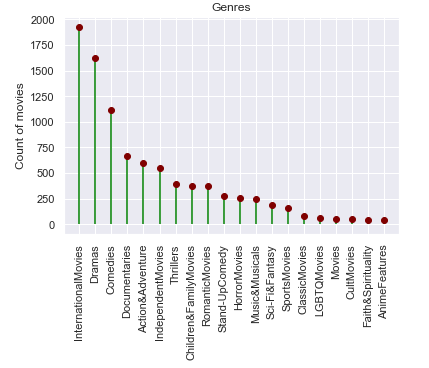 Genres
2000
1750
1500
1250
1000
750
500
250
0
Count of movies
InternationalMovies
Dramas
Comedies
Documentaries
Action&Adventure
IndependentMovies
Thrillers
Children&FamilyMovies
RomanticMovies
Stand-UpComedy
HorrorMovies
Music&Musicals
Sci-Fi&Fantasy
SportsMovies
ClassicMovies
LGBTQMovies
Movies
CultMovies
Faith&Spirituality
AnimeFeatures